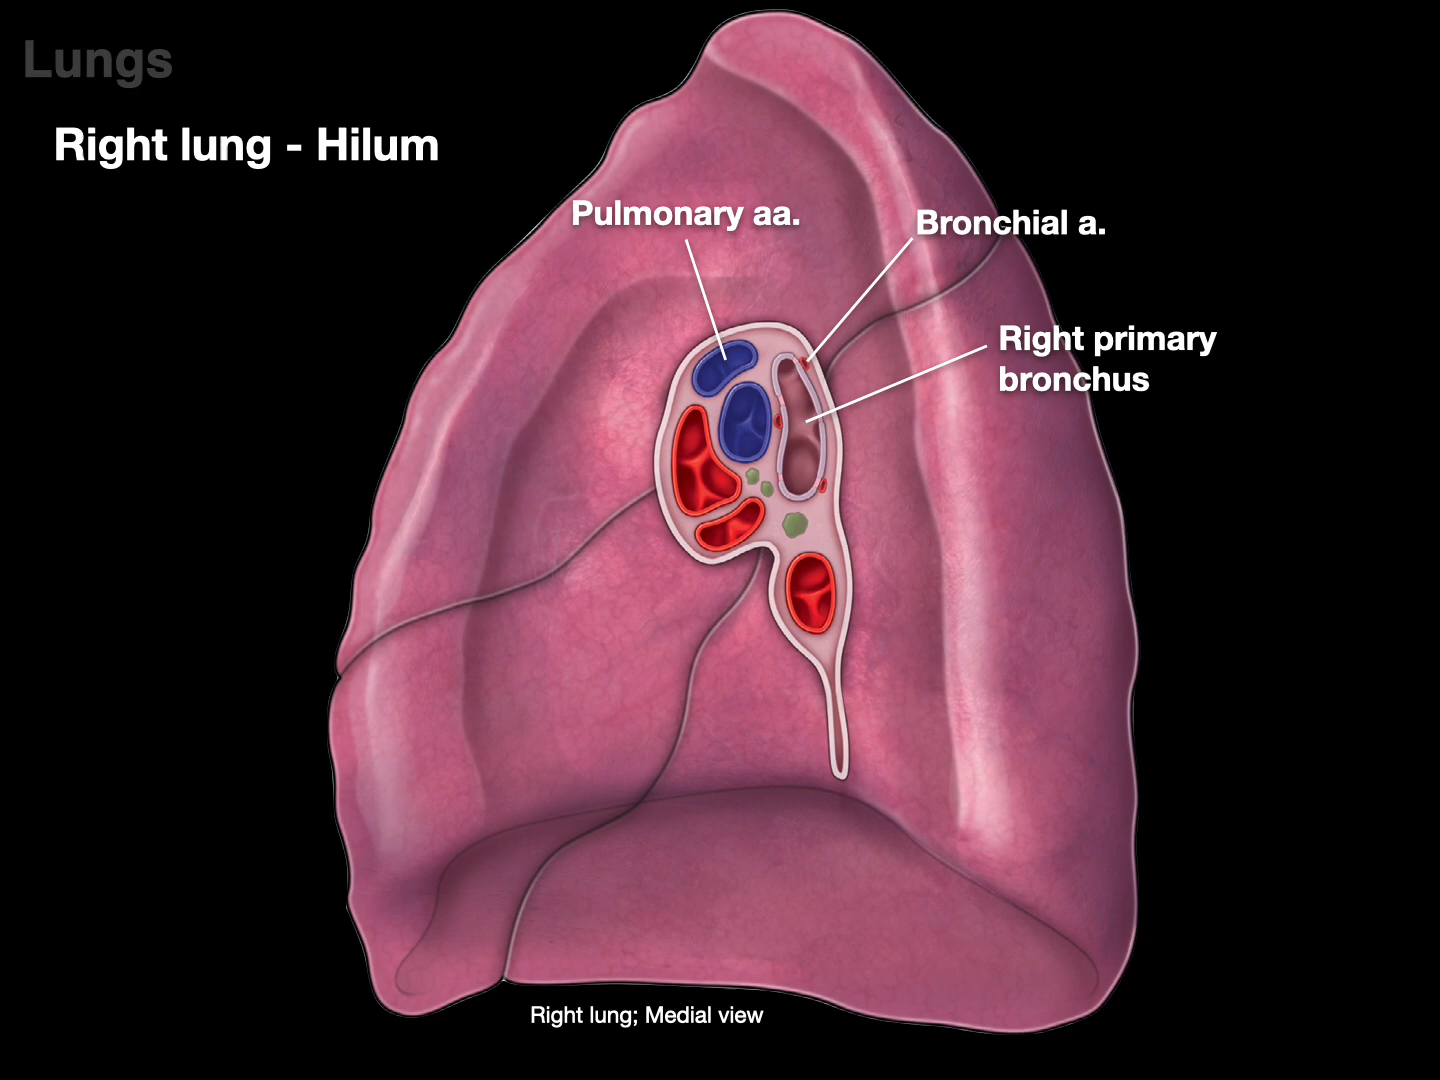 Lungs
Right lung - Hilum
Pulmonary aa.
Bronchial a.
Right primary
bronchus
Right lung; Medial view